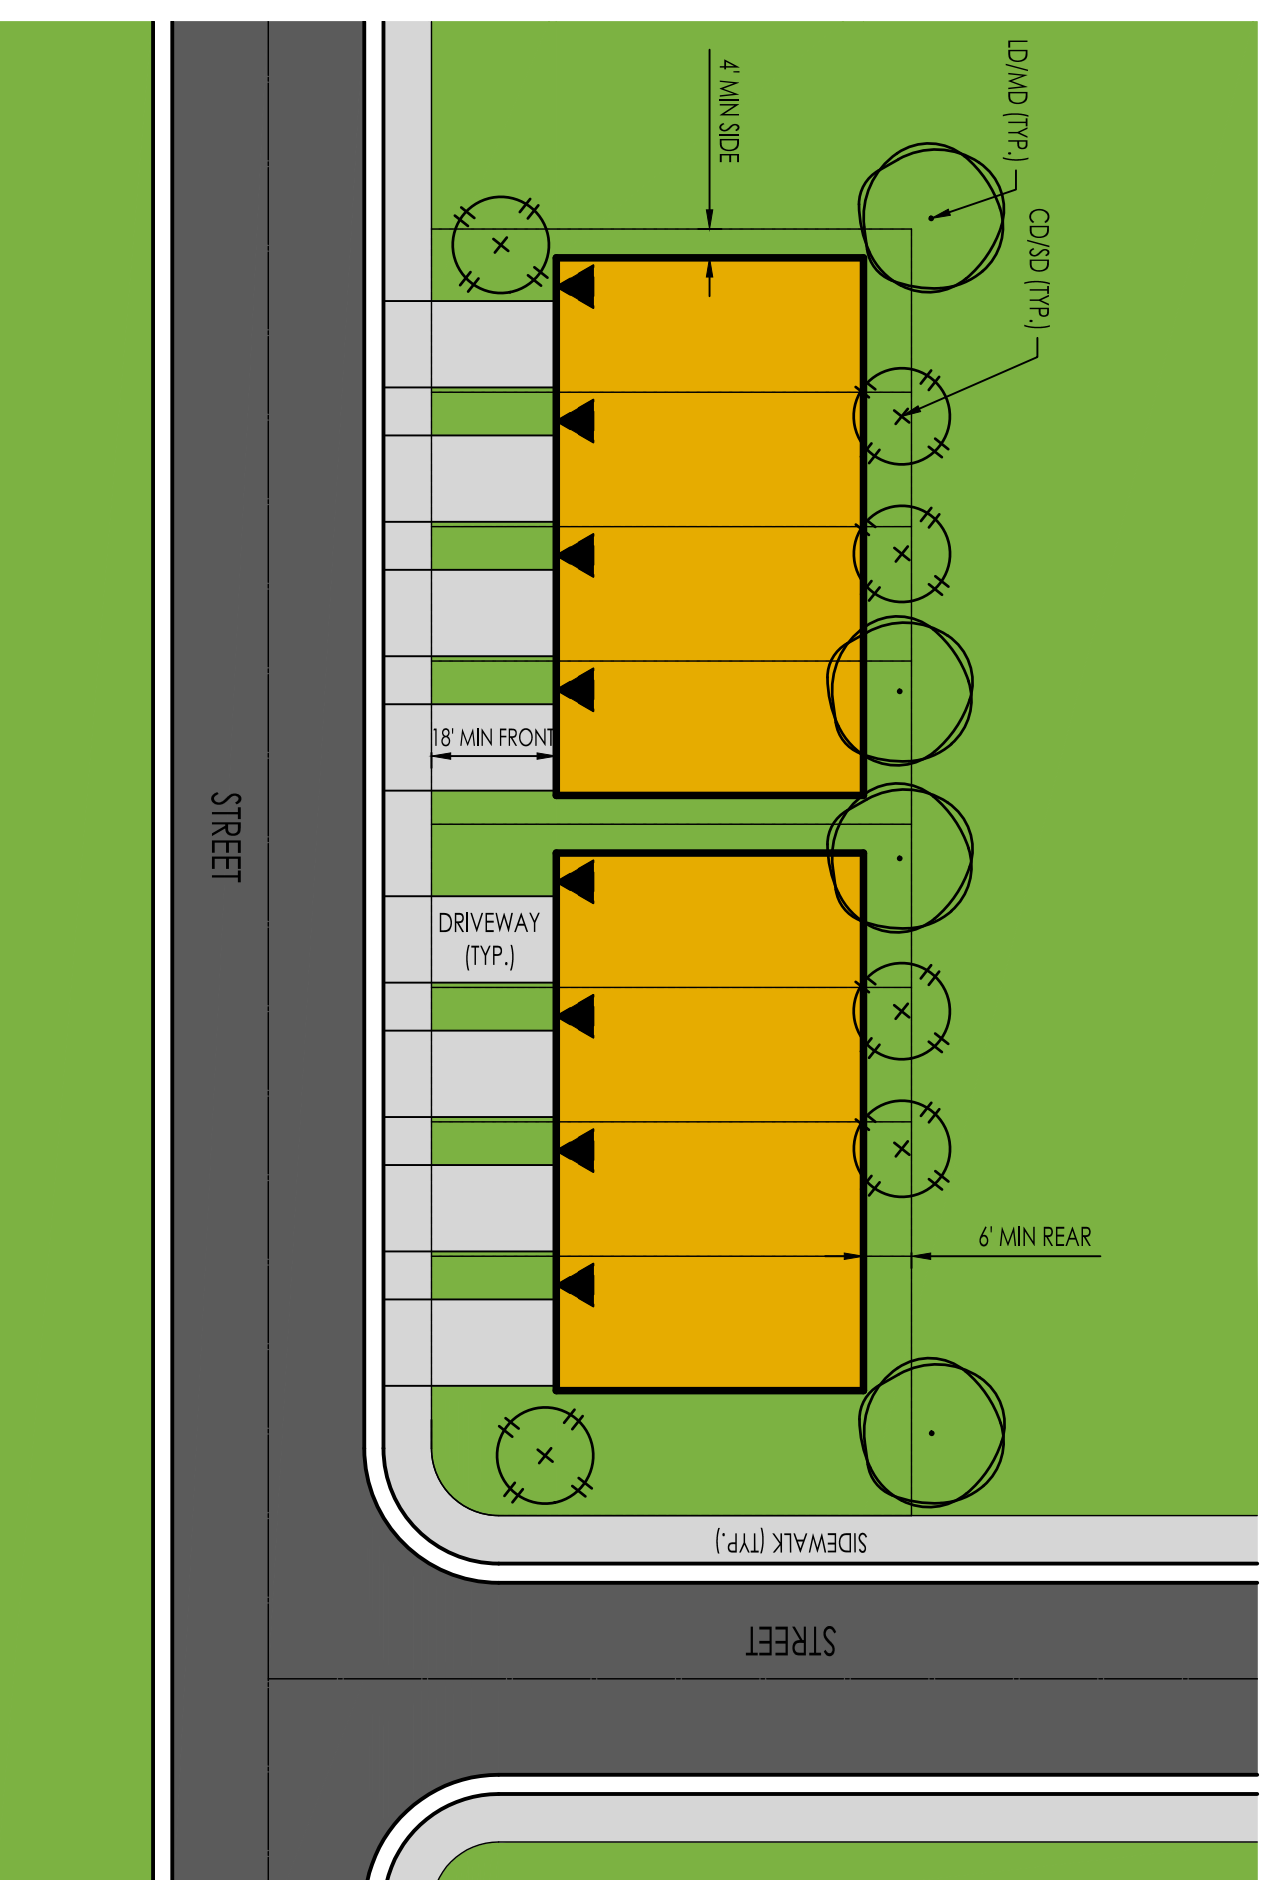 LD/MD (TYP.)
4' MIN SIDE
CD/SD (TYP.)
18' MIN FRONT
STREET
DRIVEWAY
(TYP.)
6' MIN REAR
SIDEWALK (TYP.)
STREET